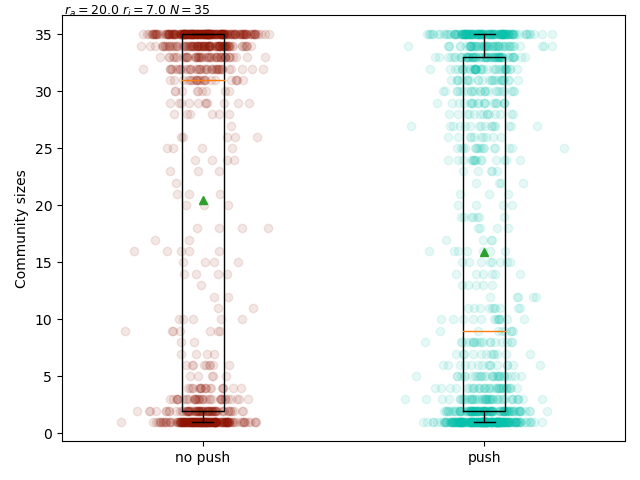 r_a = 20.0 r_i = 7.0 N = 35
Community sizes
35
30
25
20
15
10
5
0
no push
push